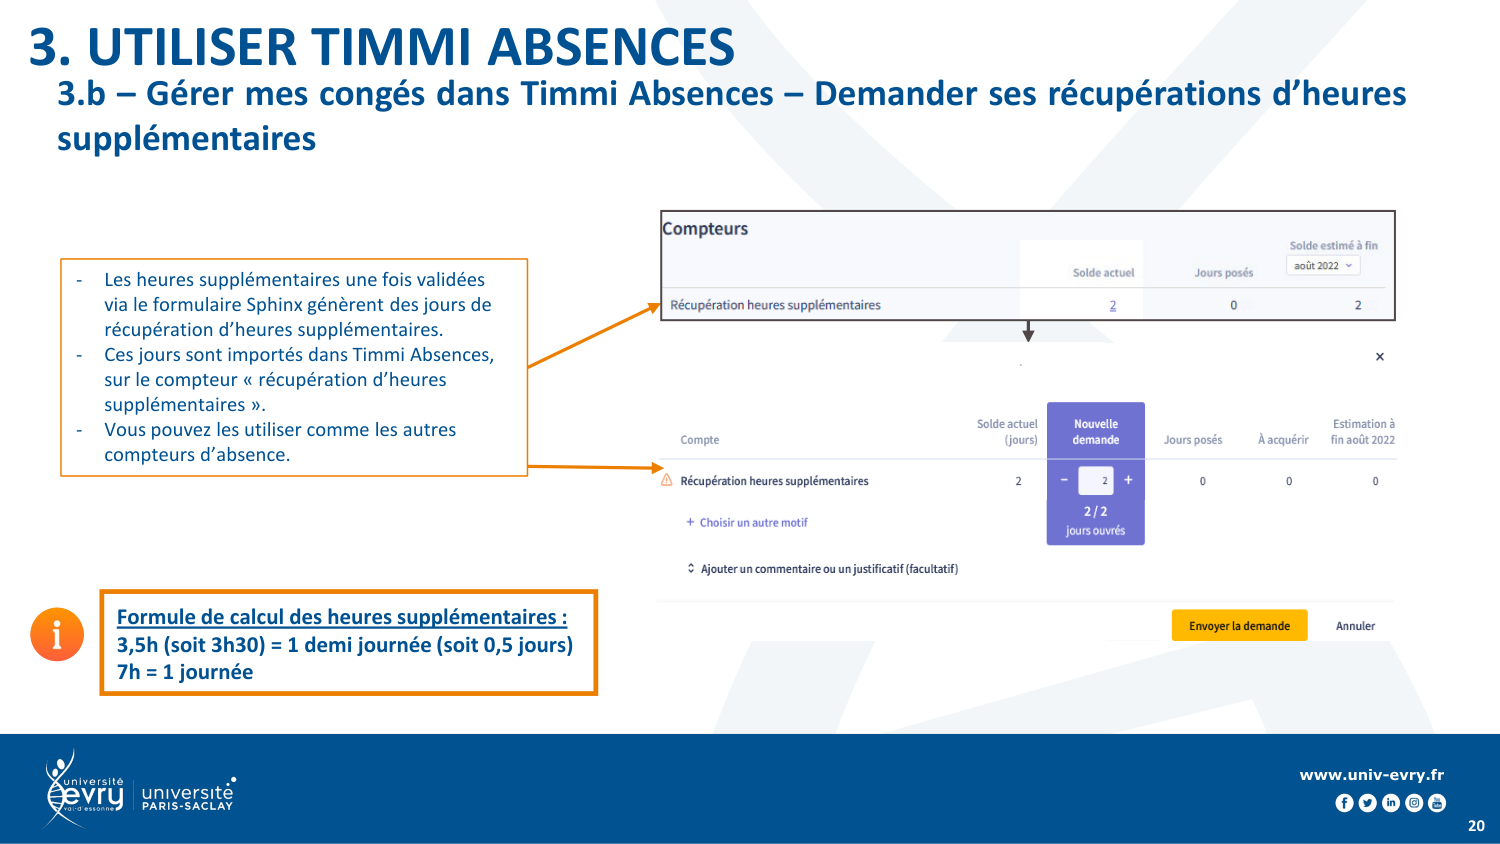 3. UTILISER TIMMI ABSENCES
3.b – Gérer mes congés dans Timmi Absences – Demander ses récupérations d’heures
supplémentaires
- Les heures supplémentaires une fois validées
via le formulaire Sphinx génèrent des jours de
récupération d’heures supplémentaires.
- Ces jours sont importés dans Timmi Absences,
sur le compteur « récupération d’heures
supplémentaires ».
- Vous pouvez les utiliser comme les autres
compteurs d’absence.
Compteurs
Solde estimé à fin
Solde actuel Jours posés août 2022
Récupération heures supplémentaires 2 0 2
×
Solde actuel Nouvelle Estimation à
Compte (jours) demande Jours posés À acquérir fin août 2022
Récupération heures supplémentaires 2 - 2 + 0 0 0
2 / 2
+ Choisir un autre motif
jours ouvrés
Ajouter un commentaire ou un justificatif (facultatif)
Envoyer la demande Annuler
i
Formule de calcul des heures supplémentaires :
3,5h (soit 3h30) = 1 demi journée (soit 0,5 jours)
7h = 1 journée
université
evry
val-d'essonne
université
PARIS-SACLAY
www.univ-evry.fr
20